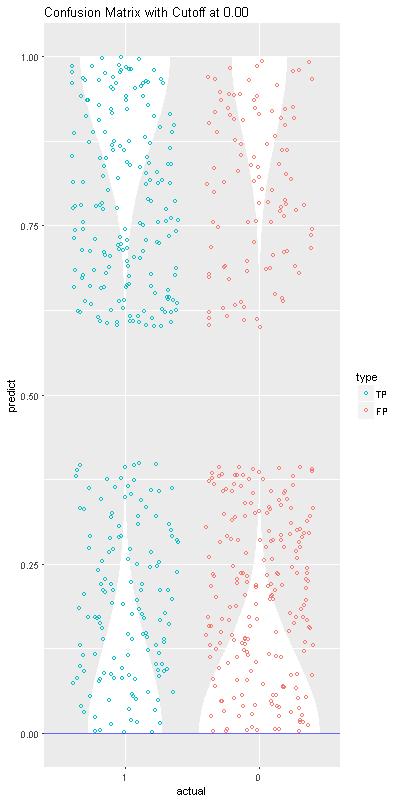 Confusion Matrix with Cutoff at 0.00
1.00
0.75
0.50
0.25
0.00
predict
1
0
actual
type
TP
FP